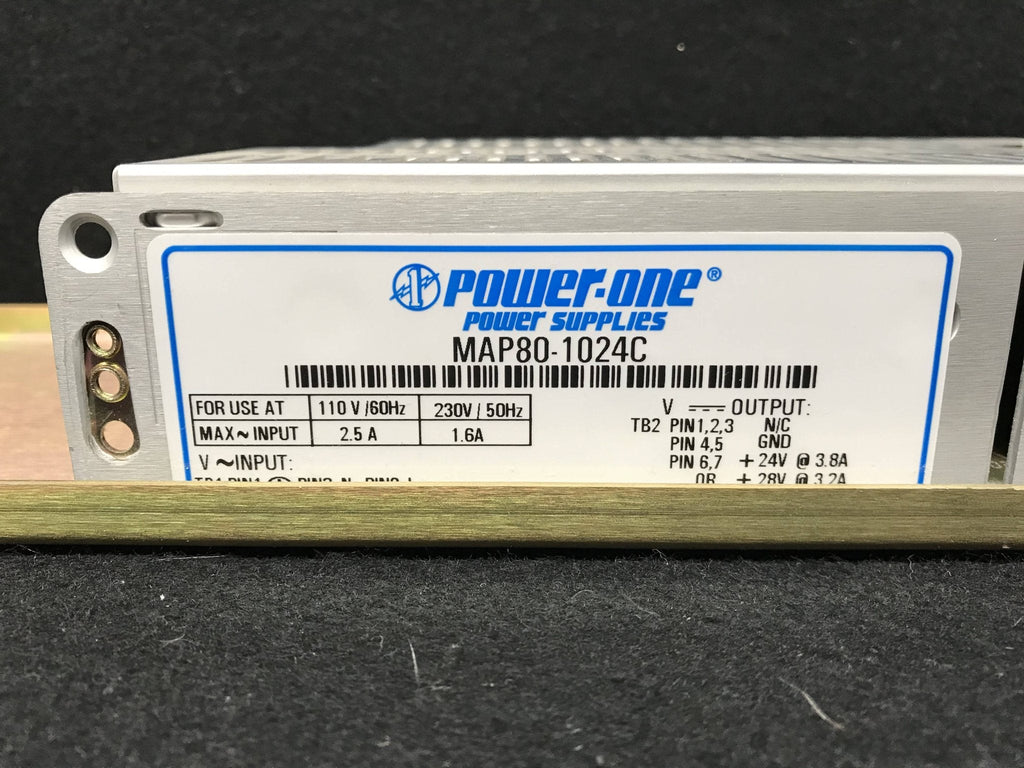 POWER-ONE®
POWER SUPPLIES
MAP80-1024C
FOR USE AT 110 V /60Hz 230V / 50Hz
MAX~ INPUT 2.5 A 1.6A
V ~INPUT:
V ⎓ OUTPUT:
TB2 PIN1,2,3 N/C
PIN 4,5 GND
PIN 6,7 +24V @ 3.8A
OR +28V @ 3.2A